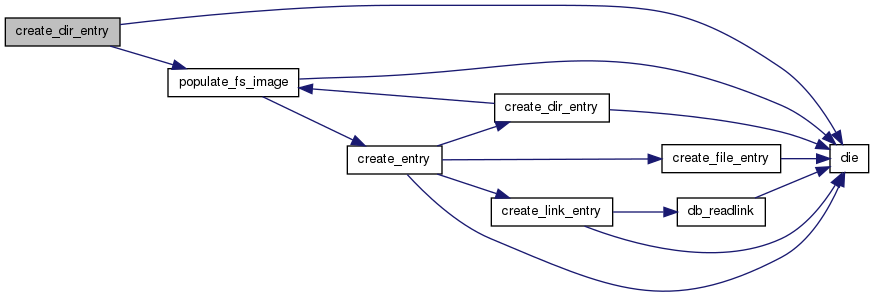 create_dir_entry
populate_fs_image
create_dir_entry
create_entry
create_file_entry
die
create_link_entry
db_readlink